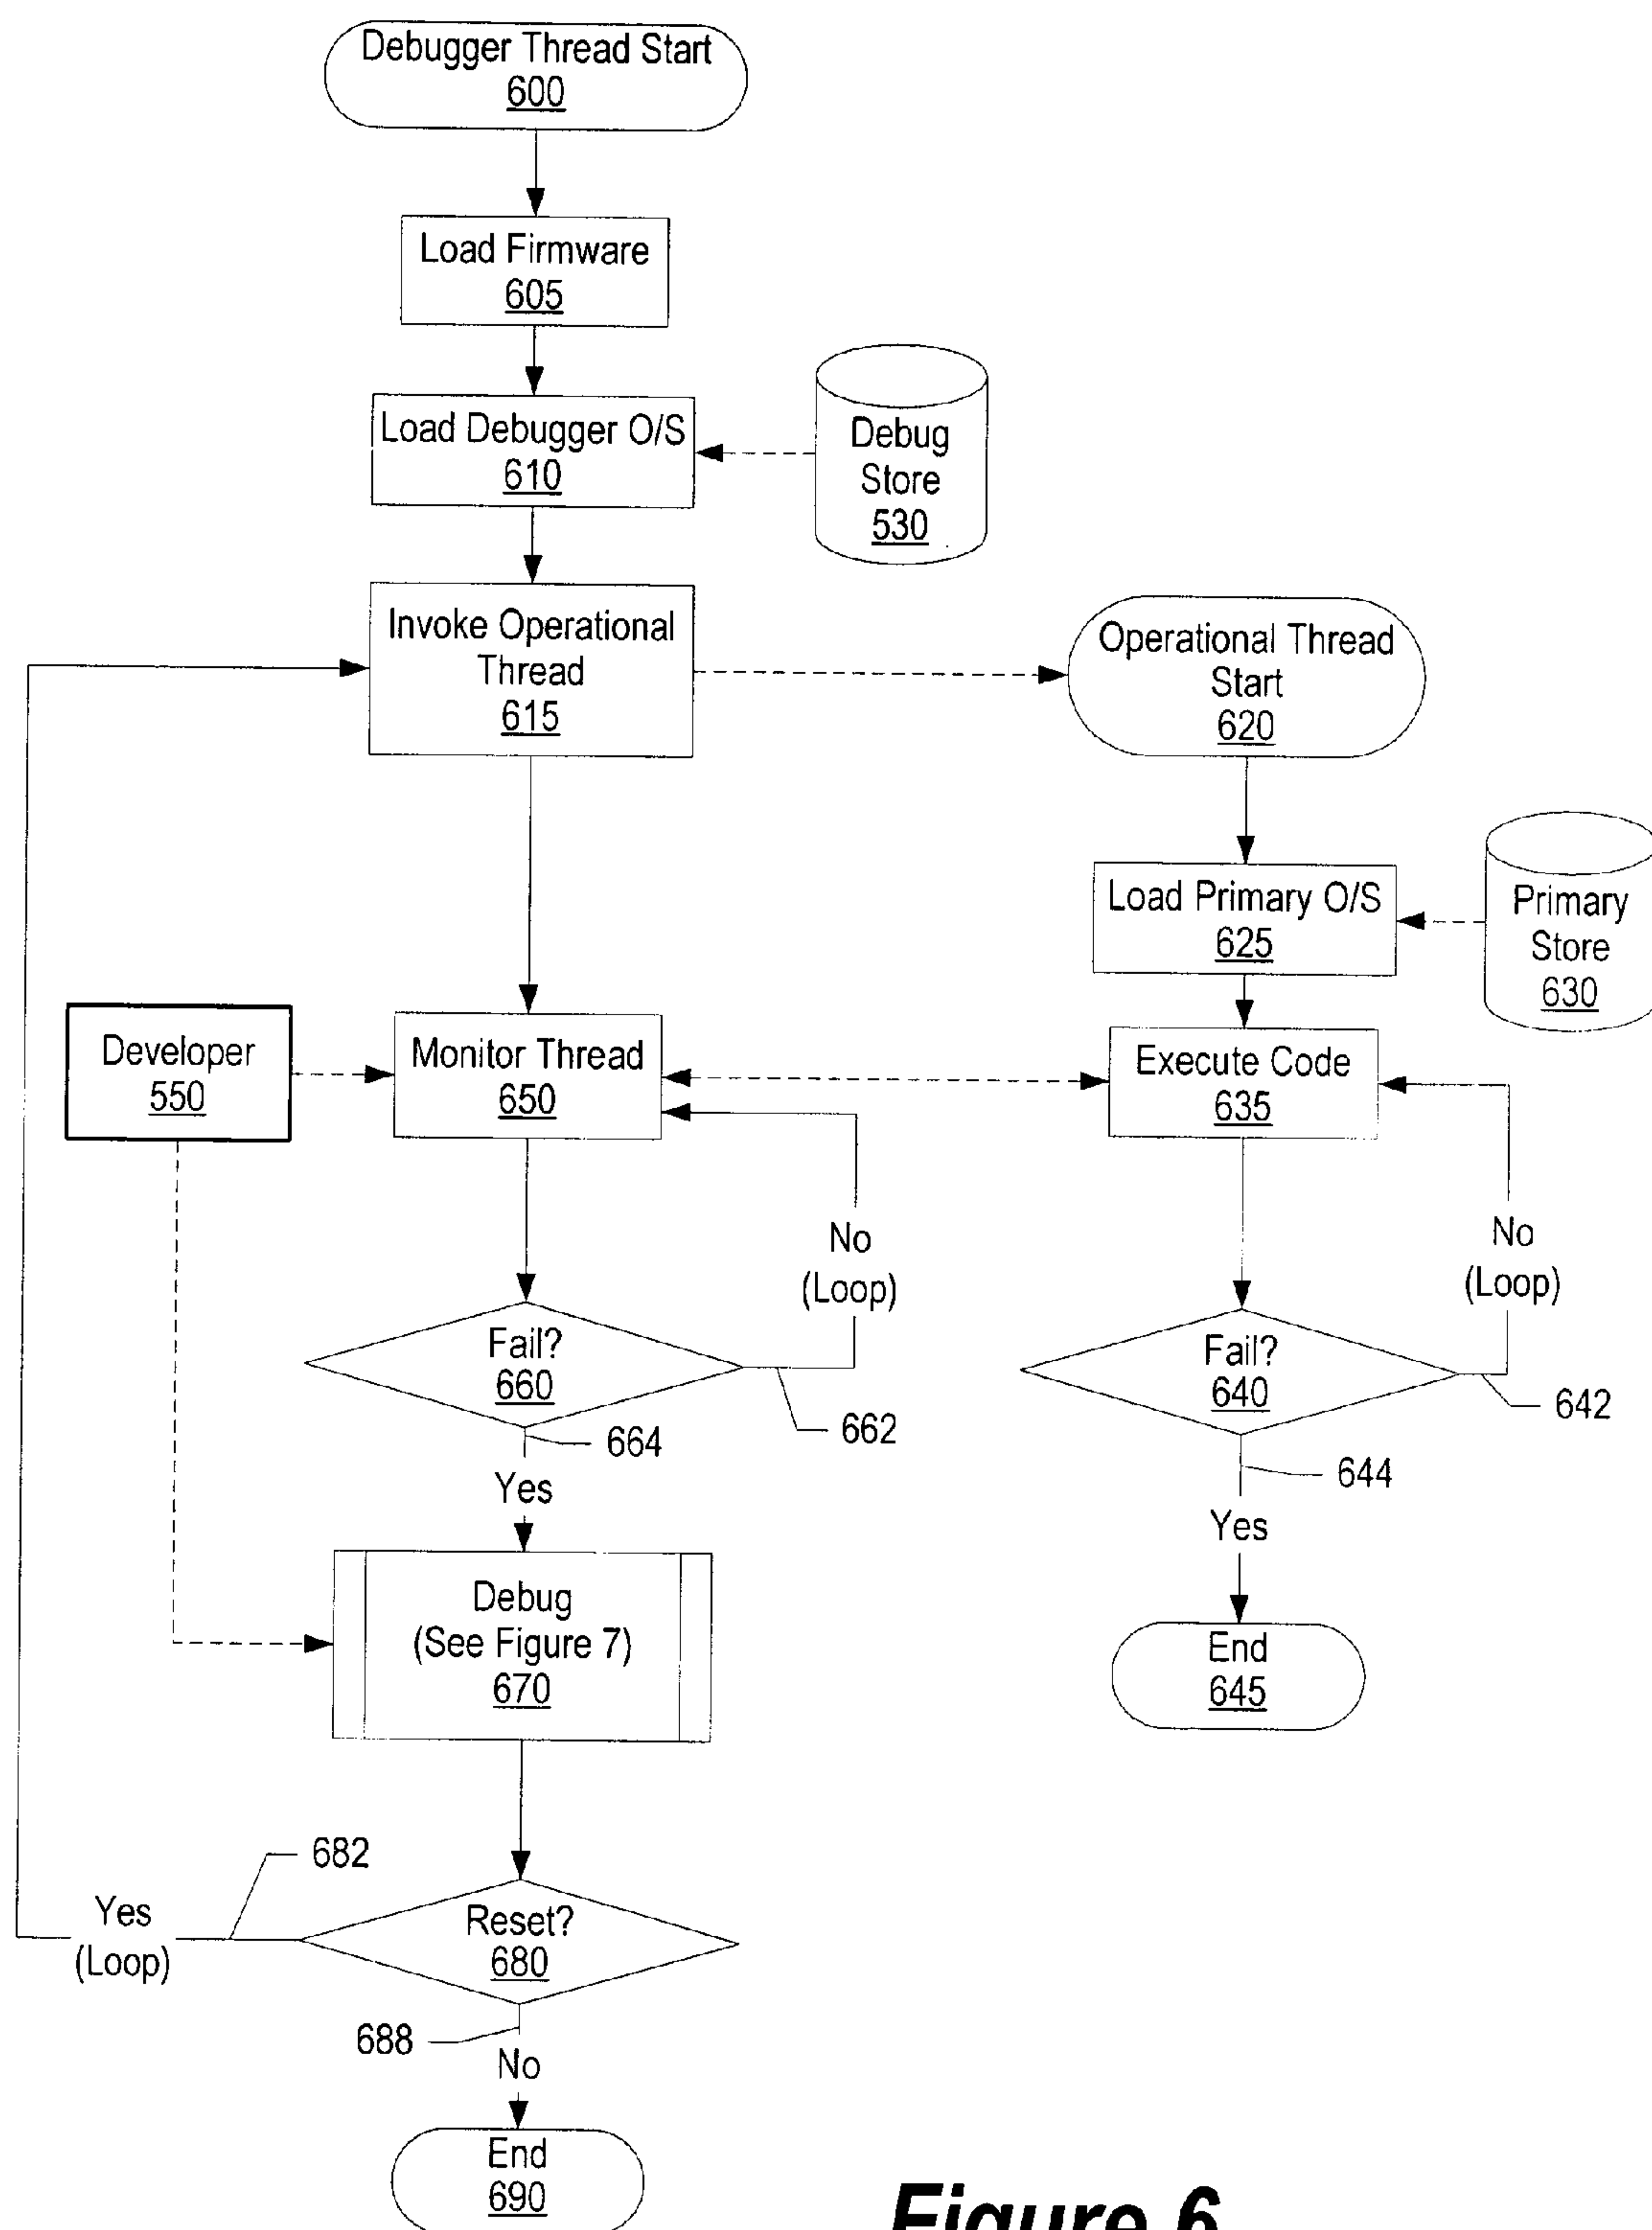 Debugger Thread Start
600
Load Firmware
605
Load Debugger O/S
610
Debug
Store
530
Invoke Operational
Thread
615
Operational Thread
Start
620
Load Primary O/S
625
Primary
Store
630
Developer
550
Monitor Thread
650
Execute Code
635
No
(Loop)
No
(Loop)
Fail?
660
662
664
Yes
Fail?
640
642
644
Yes
Debug
(See Figure 7)
670
End
645
682
Yes
(Loop)
Reset?
680
688
No
End
690
Figure 6